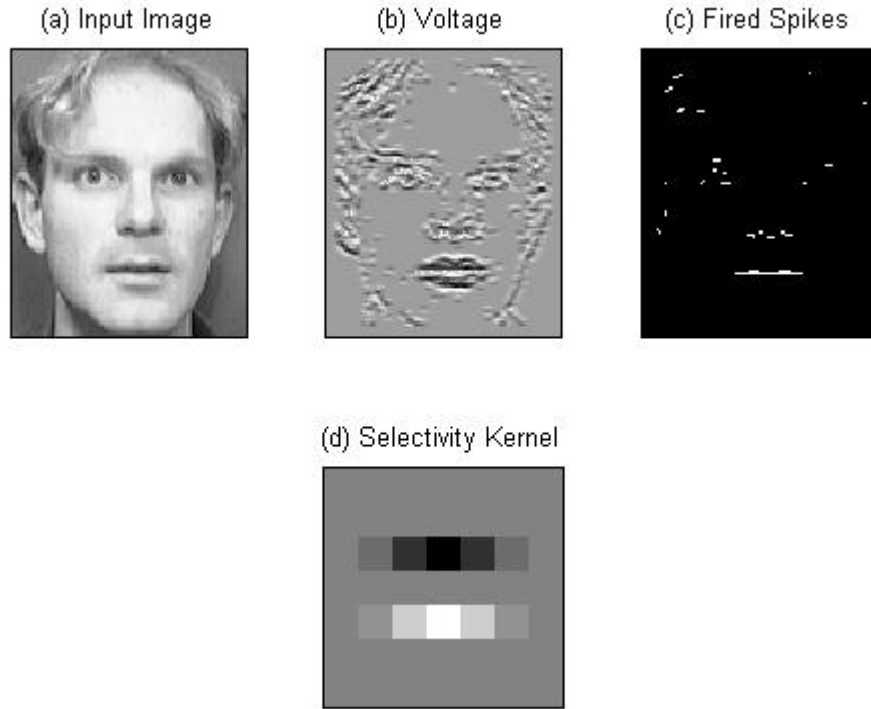 (a) Input Image
(b) Voltage
(c) Fired Spikes
(d) Selectivity Kernel